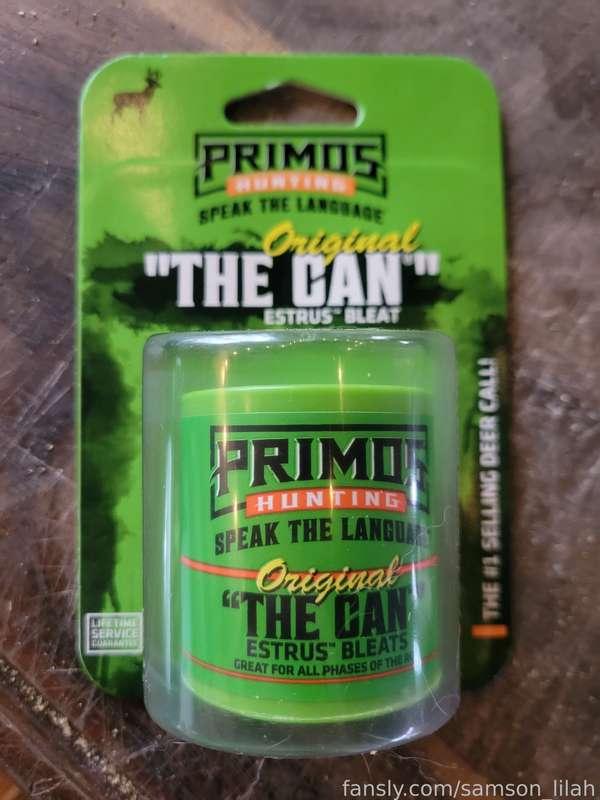 PRIMOS
HUNTING
SPEAK THE LANGUAGE
Original
"THE CAN"
ESTRUS™ BLEAT
PRIMOS
HUNTING
SPEAK THE
Original
"THE CAN"
ESTRUS™ BLEATS
GREAT FOR ALL PHASES OF THE
THE #1 SELLING DEER CALL!
LIFETIME
SERVICE
GUARANTEE
fansly.com/samson_lilah